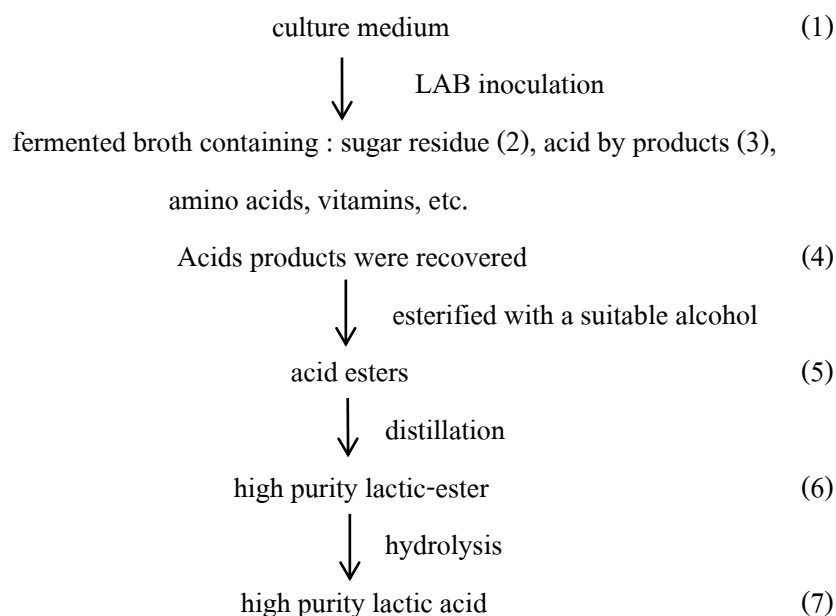 culture medium (1)
LAB inoculation
fermented broth containing : sugar residue (2), acid by products (3),
amino acids, vitamins, etc.
Acids products were recovered (4)
esterified with a suitable alcohol
acid esters (5)
distillation
high purity lactic-ester (6)
hydrolysis
high purity lactic acid (7)